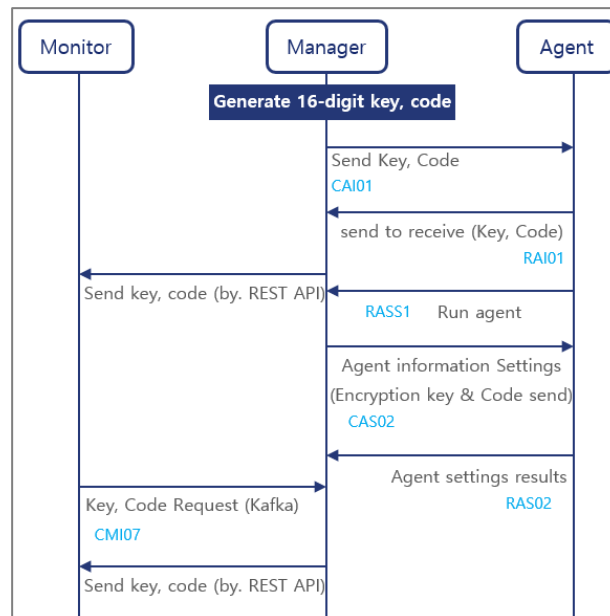 Monitor
Manager
Agent
Generate 16-digit key, code
Send Key, Code
CAI01
send to receive (Key, Code)
RAI01
Send key, code (by. REST API)
RASS1 Run agent
Agent information Settings
(Encryption key & Code send)
CAS02
Agent settings results
RAS02
Key, Code Request (Kafka)
CMI07
Send key, code (by. REST API)